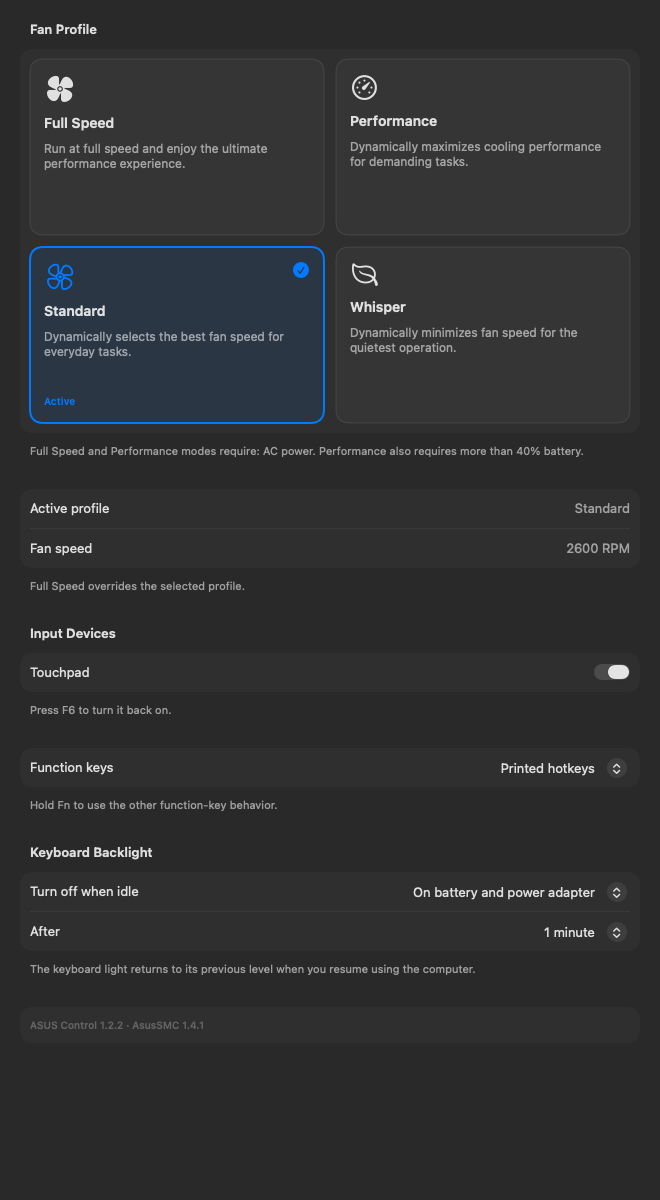 Fan Profile
Full Speed
Run at full speed and enjoy the ultimate
performance experience.
Performance
Dynamically maximizes cooling performance
for demanding tasks.
Standard
Dynamically selects the best fan speed for
everyday tasks.
Active
Whisper
Dynamically minimizes fan speed for the
quietest operation.
Full Speed and Performance modes require: AC power. Performance also requires more than 40% battery.
Active profile Standard
Fan speed 2600 RPM
Full Speed overrides the selected profile.
Input Devices
Touchpad
Press F6 to turn it back on.
Function keys Printed hotkeys
Hold Fn to use the other function-key behavior.
Keyboard Backlight
Turn off when idle On battery and power adapter
After 1 minute
The keyboard light returns to its previous level when you resume using the computer.
ASUS Control 1.2.2 · AsusSMC 1.4.1